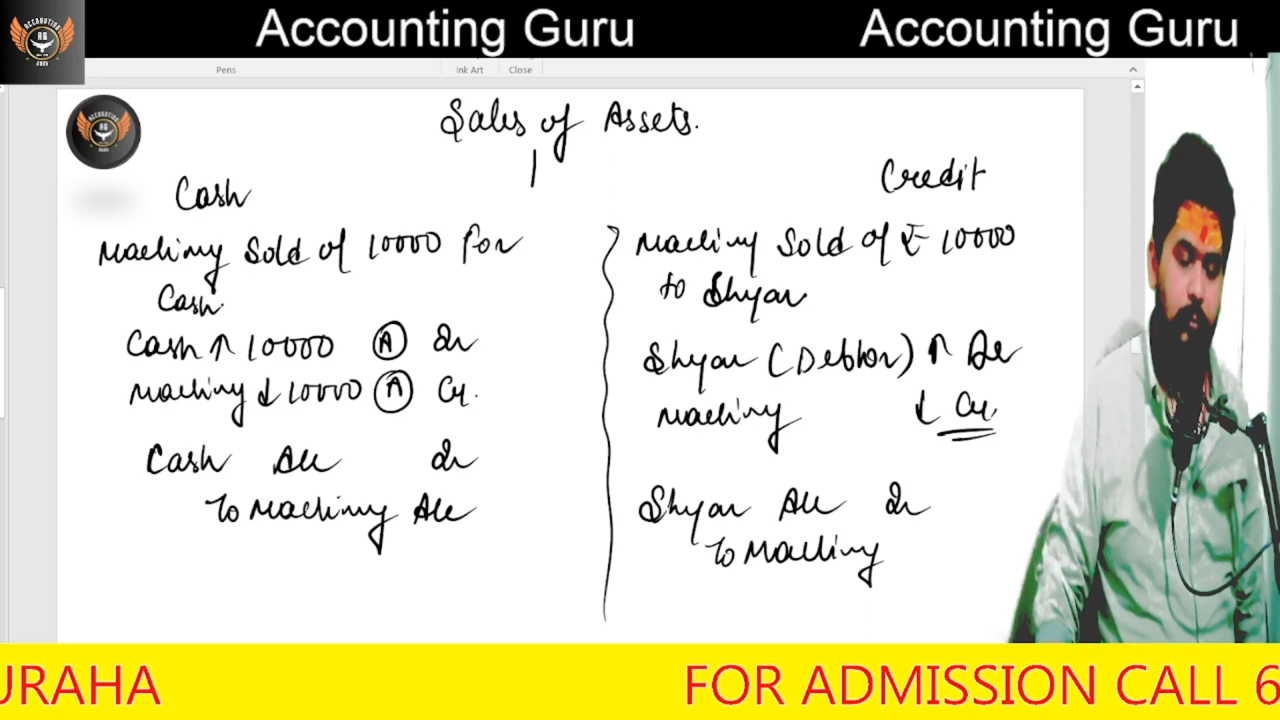 Accounting Guru
Accounting Guru
Pens
Ink Art
Close
Sales of Assets.
Cash
Machinery Sold of 10000 for
Cash
Cash ↑ 10000 A Dr
Machinery ↓ 10000 A Cr.
Cash A/c Dr
To Machinery A/c
Credit
Machinery Sold of ₹ 10000
to Shyam
Shyam (Debtor) ↑ Dr
Machinery ↓ Cr.
Shyam A/c Dr
To Machinery
URAHA
FOR ADMISSION CALL 6